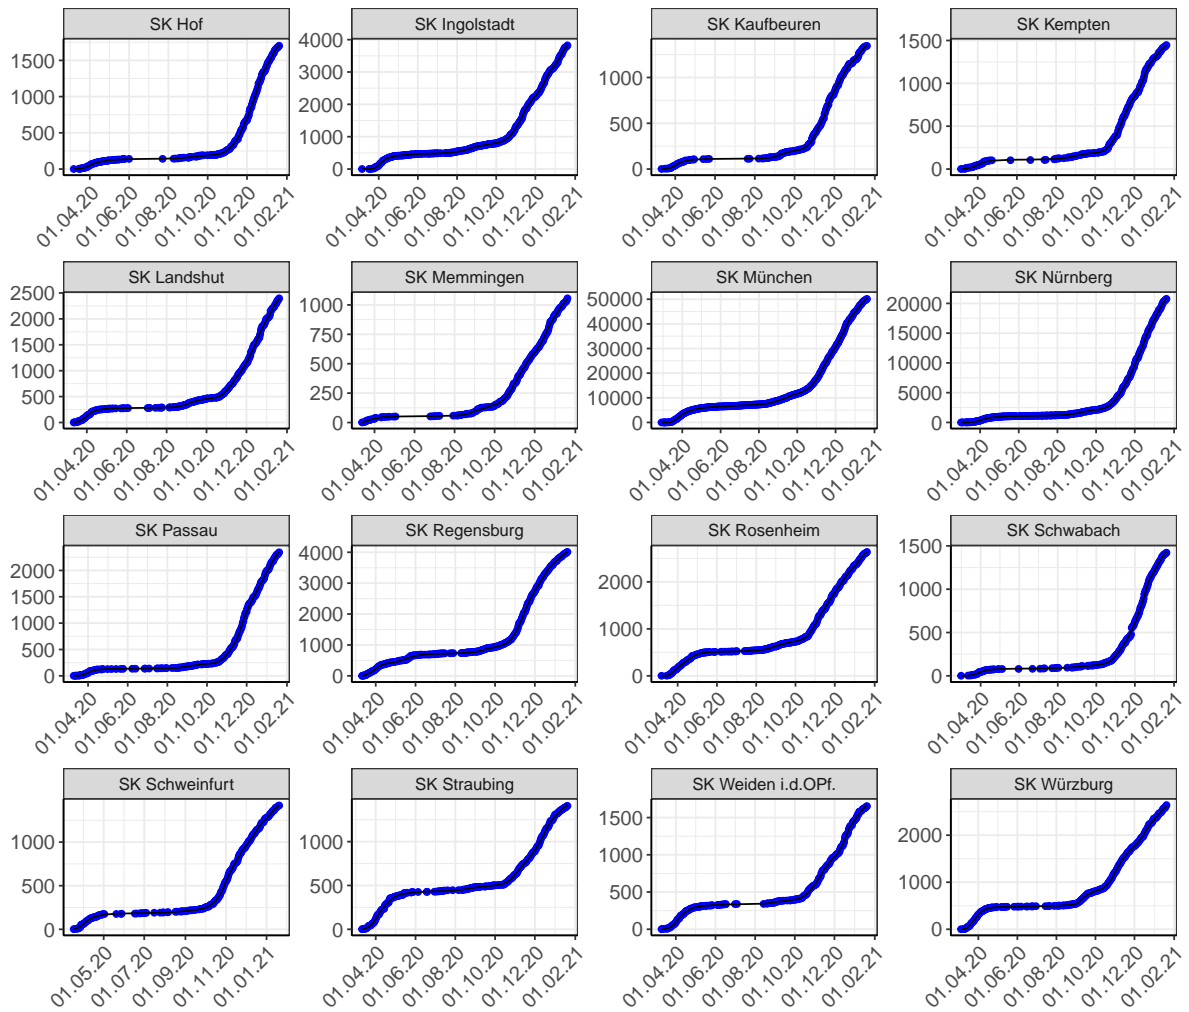 SK Hof
SK Ingolstadt
SK Kaufbeuren
SK Kempten
1500
1000
500
0
4000
3000
2000
1000
0
1000
500
0
1500
1000
500
0
01.04.20 01.06.20 01.08.20 01.10.20 01.12.20 01.02.21
01.04.20 01.06.20 01.08.20 01.10.20 01.12.20 01.02.21
01.04.20 01.06.20 01.08.20 01.10.20 01.12.20 01.02.21
01.04.20 01.06.20 01.08.20 01.10.20 01.12.20 01.02.21
SK Landshut
SK Memmingen
SK München
SK Nürnberg
2500
2000
1500
1000
500
0
1000
750
500
250
0
50000
40000
30000
20000
10000
0
20000
15000
10000
5000
0
01.04.20 01.06.20 01.08.20 01.10.20 01.12.20 01.02.21
01.04.20 01.06.20 01.08.20 01.10.20 01.12.20 01.02.21
01.04.20 01.06.20 01.08.20 01.10.20 01.12.20 01.02.21
01.04.20 01.06.20 01.08.20 01.10.20 01.12.20 01.02.21
SK Passau
SK Regensburg
SK Rosenheim
SK Schwabach
2000
1500
1000
500
0
4000
3000
2000
1000
0
2000
1000
0
1500
1000
500
0
01.04.20 01.06.20 01.08.20 01.10.20 01.12.20 01.02.21
01.04.20 01.06.20 01.08.20 01.10.20 01.12.20 01.02.21
01.04.20 01.06.20 01.08.20 01.10.20 01.12.20 01.02.21
01.04.20 01.06.20 01.08.20 01.10.20 01.12.20 01.02.21
SK Schweinfurt
SK Straubing
SK Weiden i.d.OPf.
SK Würzburg
1000
500
0
1500
1000
500
0
1500
1000
500
0
2000
1000
0
01.05.20 01.07.20 01.09.20 01.11.20 01.01.21
01.04.20 01.06.20 01.08.20 01.10.20 01.12.20 01.02.21
01.04.20 01.06.20 01.08.20 01.10.20 01.12.20 01.02.21
01.04.20 01.06.20 01.08.20 01.10.20 01.12.20 01.02.21